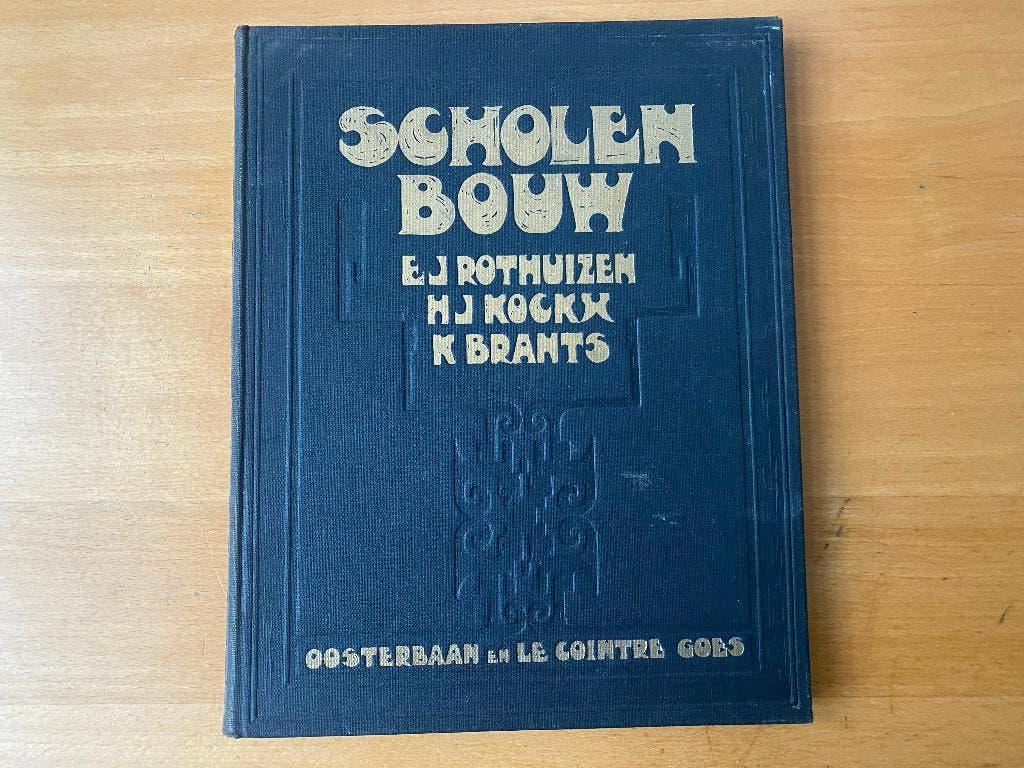 SCHOLEN
BOUW
E J ROTHUIZEN
H J KOCKX
K BRANTS
OOSTERBAAN EN LE COINTRE GOES